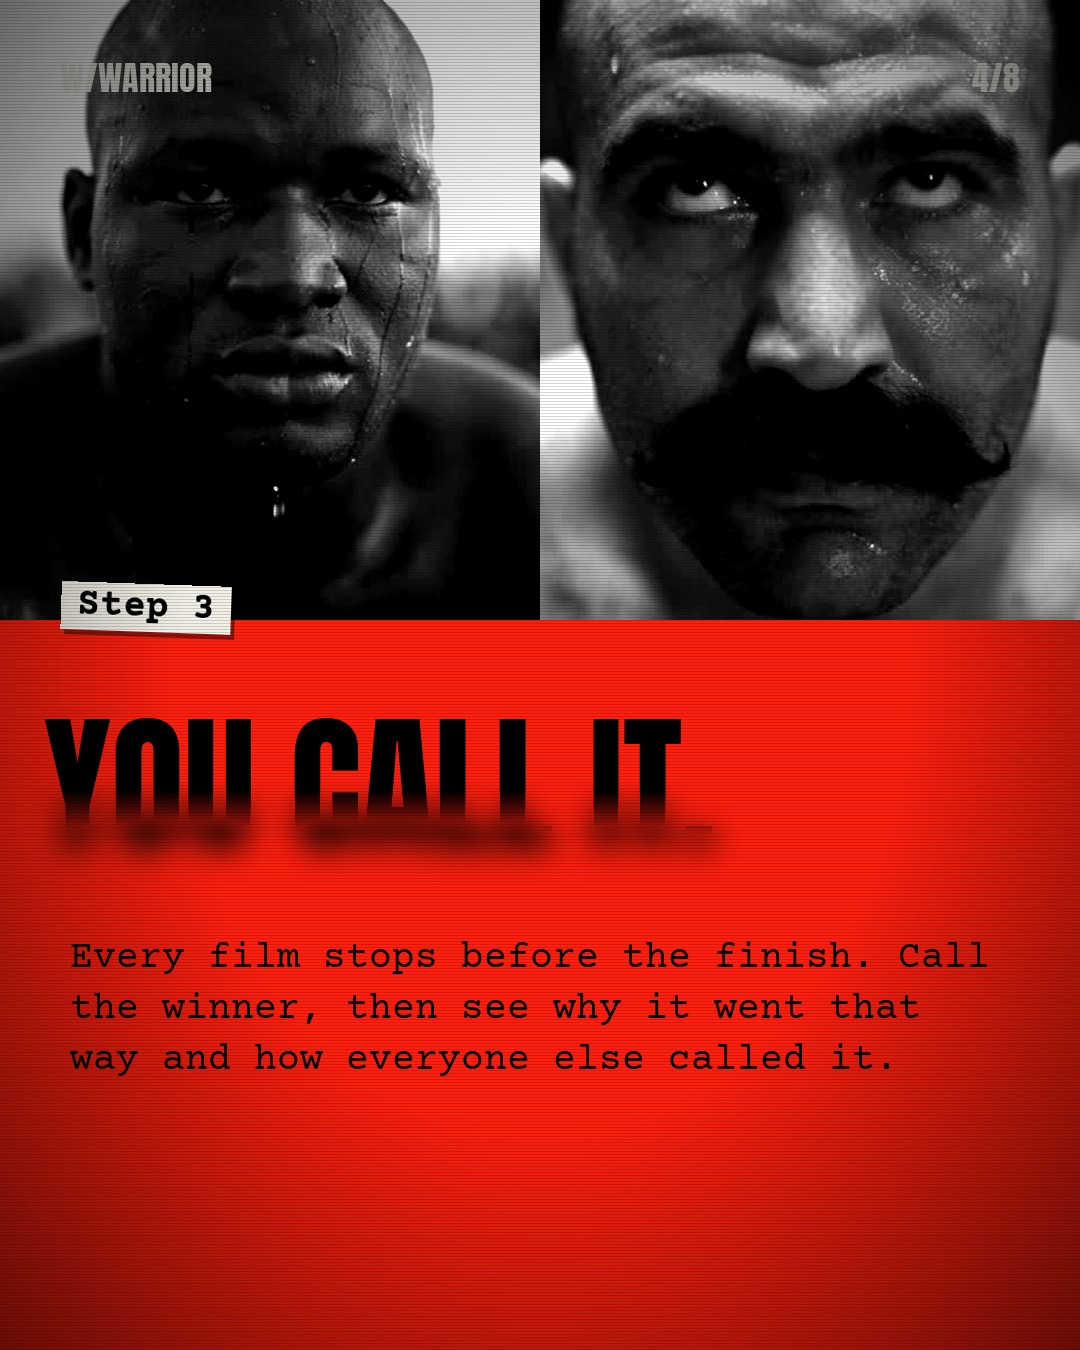 W/WARRIOR
4/8
Step 3
YOU CALL IT.
Every film stops before the finish. Call
the winner, then see why it went that
way and how everyone else called it.